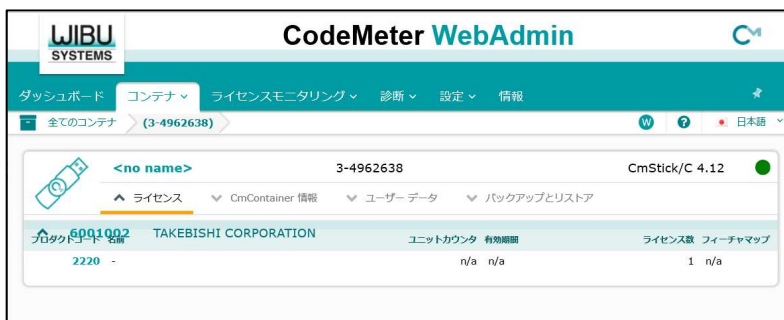 WIBU
SYSTEMS
CodeMeter WebAdmin
ダッシュボード コンテナ ライセンスモニタリング 診断 設定 情報
全てのコンテナ (3-4962638) W ? 日本語
<no name> 3-4962638 CmStick/C 4.12
ライセンス CmContainer 情報 ユーザー データ バックアップとリストア
6001002 TAKEBISHI CORPORATION
プロダクトコード 名前 ユニットカウンタ 有効期間 ライセンス数 フィーチャマップ
2220 - n/a n/a 1 n/a